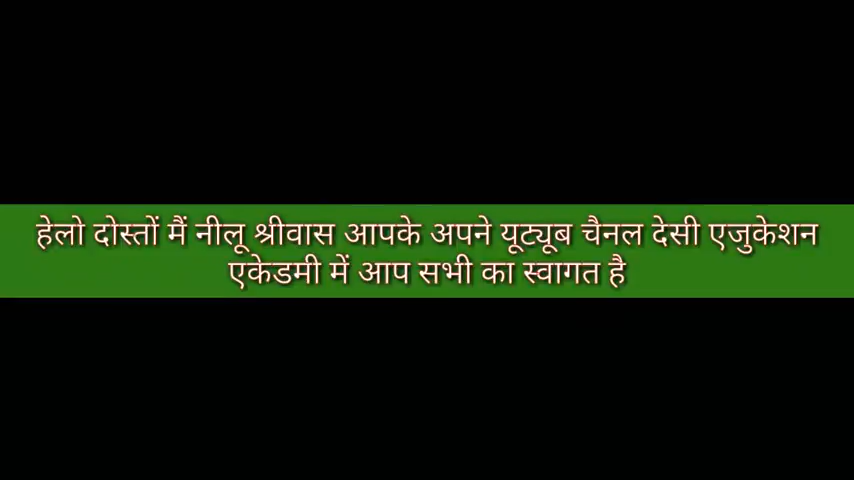 हेलो दोस्तों मैं नीलू श्रीवास आपके अपने यूट्यूब चैनल देसी एजुकेशन
एकेडमी में आप सभी का स्वागत है